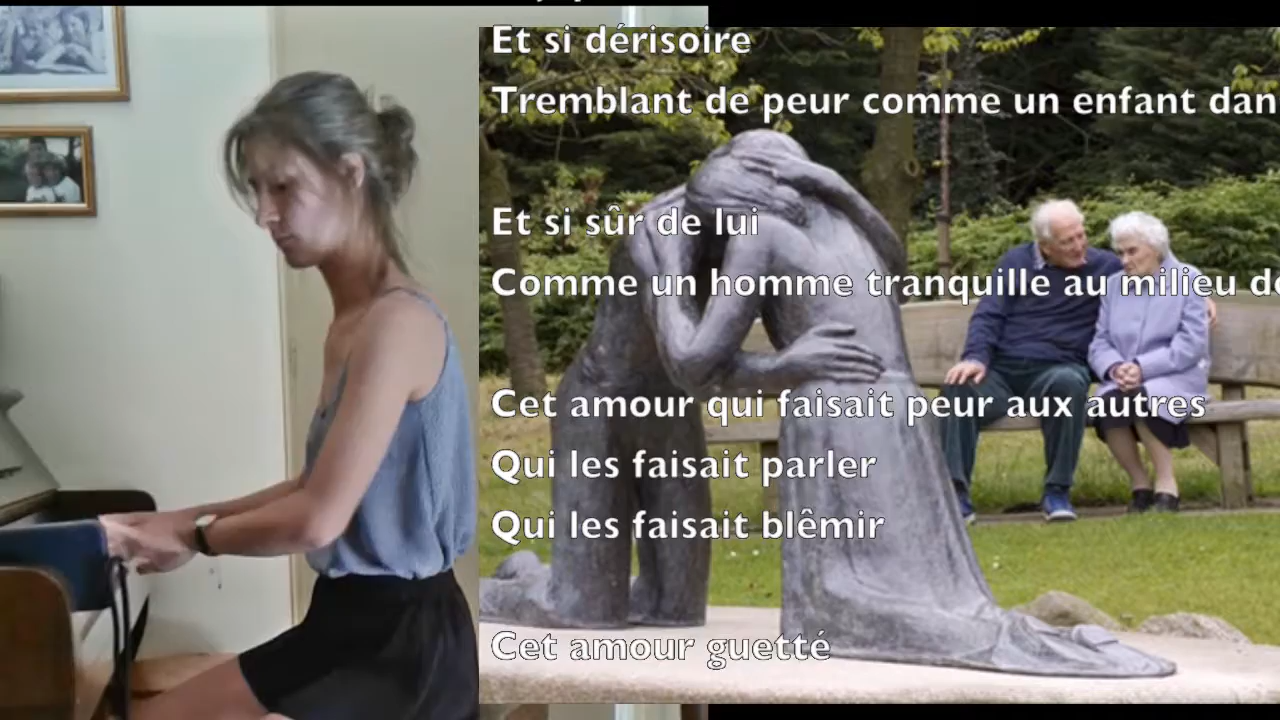 Et si dérisoire
Tremblant de peur comme un enfant dan
Et si sûr de lui
Comme un homme tranquille au milieu de
Cet amour qui faisait peur aux autres
Qui les faisait parler
Qui les faisait blêmir
Cet amour guetté